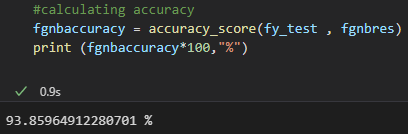 #calculating accuracy
fgnbaccuracy = accuracy_score(fy_test , fgnbres)
print (fgnbaccuracy*100,"%")
0.9s
93.85964912280701 %